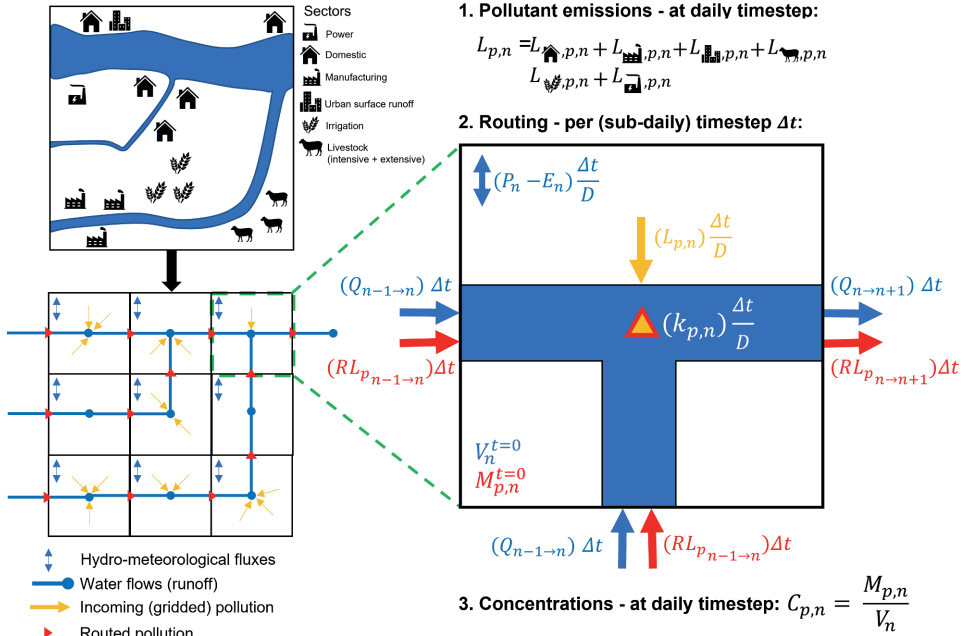 Sectors
Power
Domestic
Manufacturing
Urban surface runoff
Irrigation
Livestock
(intensive + extensive)
Hydro-meteorological fluxes
Water flows (runoff)
Incoming (gridded) pollution
Routed pollution
1. Pollutant emissions - at daily timestep:
L_{p,n} = L_{,p,n} + L_{,p,n} + L_{,p,n} + L_{,p,n}
L_{,p,n} + L_{,p,n}
2. Routing - per (sub-daily) timestep Δt:
(P_n − E_n) Δt/D
(L_{p,n}) Δt/D
(Q_{n−1→n}) Δt
(Q_{n→n+1}) Δt
(k_{p,n}) Δt/D
(RL_{p_{n−1→n}})Δt
(RL_{p_{n→n+1}})Δt
V_n^{t=0}
M_{p,n}^{t=0}
(Q_{n−1→n}) Δt
(RL_{p_{n−1→n}})Δt
3. Concentrations - at daily timestep: C_{p,n} = M_{p,n}/V_n